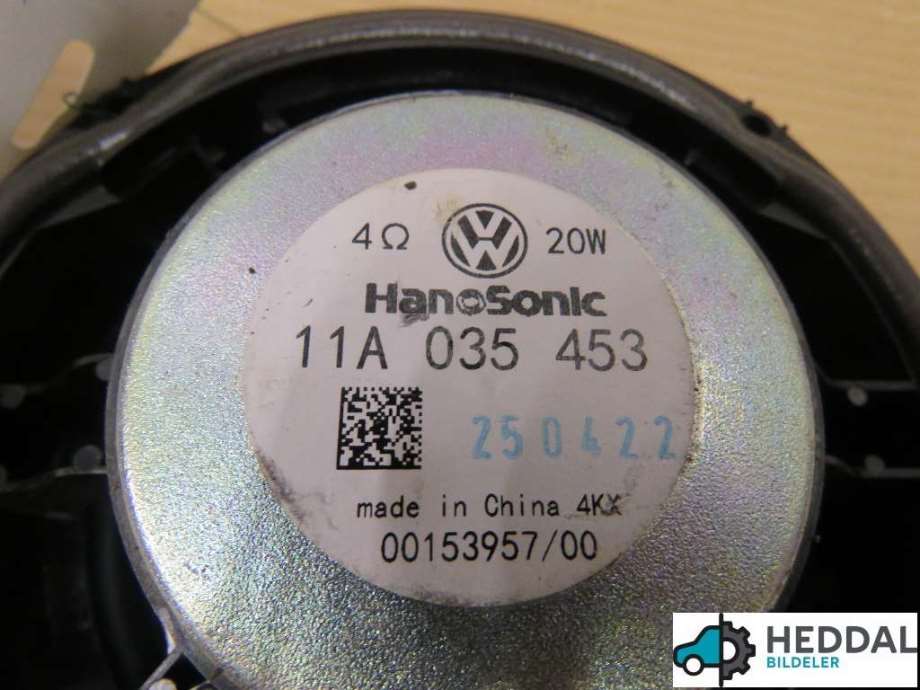 4Ω 20W
HanoSonic
11A 035 453
250422
made in China 4KX
00153957/00
HEDDAL
BILDELER